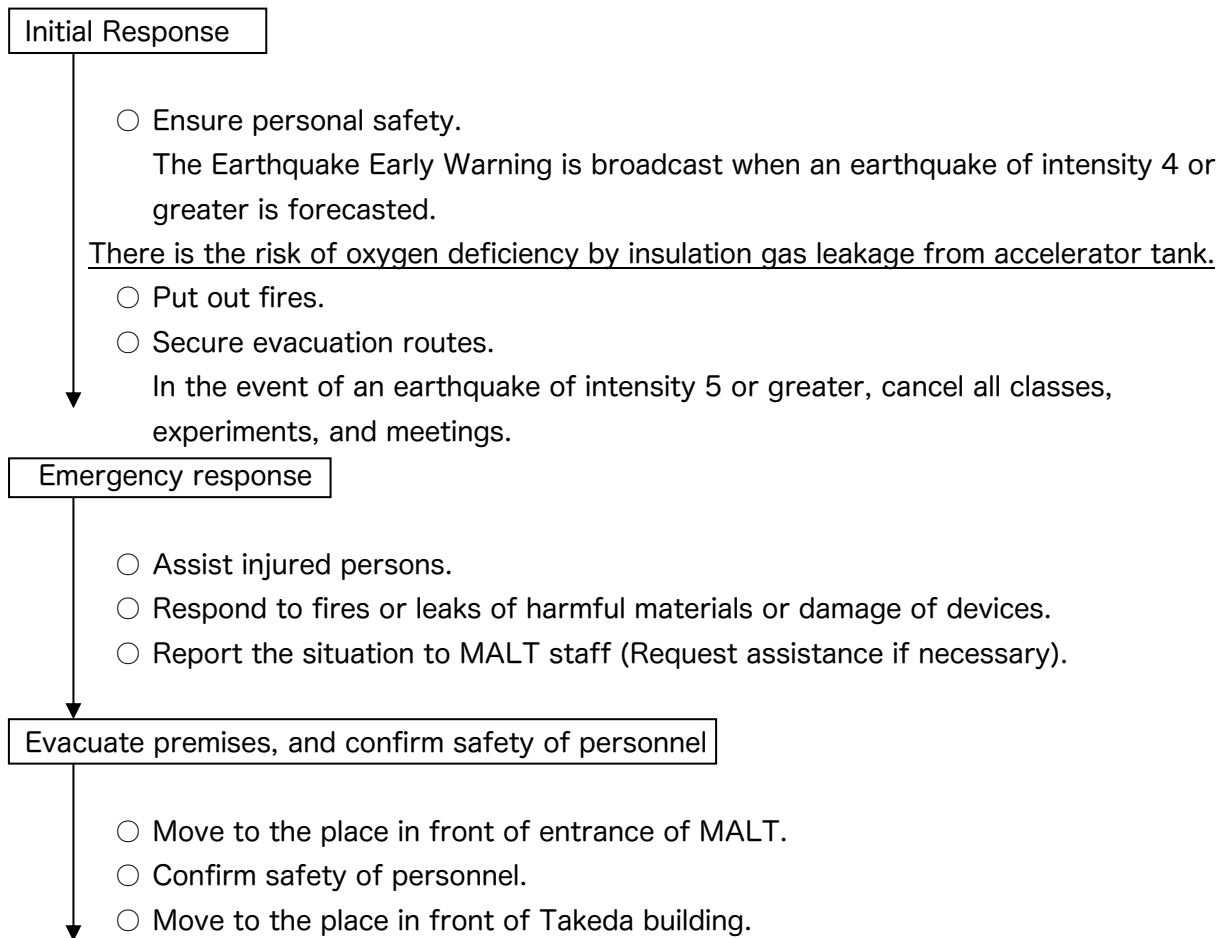 Initial Response
○ Ensure personal safety.
The Earthquake Early Warning is broadcast when an earthquake of intensity 4 or
greater is forecasted.
There is the risk of oxygen deficiency by insulation gas leakage from accelerator tank.
○ Put out fires.
○ Secure evacuation routes.
In the event of an earthquake of intensity 5 or greater, cancel all classes,
experiments, and meetings.
Emergency response
○ Assist injured persons.
○ Respond to fires or leaks of harmful materials or damage of devices.
○ Report the situation to MALT staff (Request assistance if necessary).
Evacuate premises, and confirm safety of personnel
○ Move to the place in front of entrance of MALT.
○ Confirm safety of personnel.
○ Move to the place in front of Takeda building.